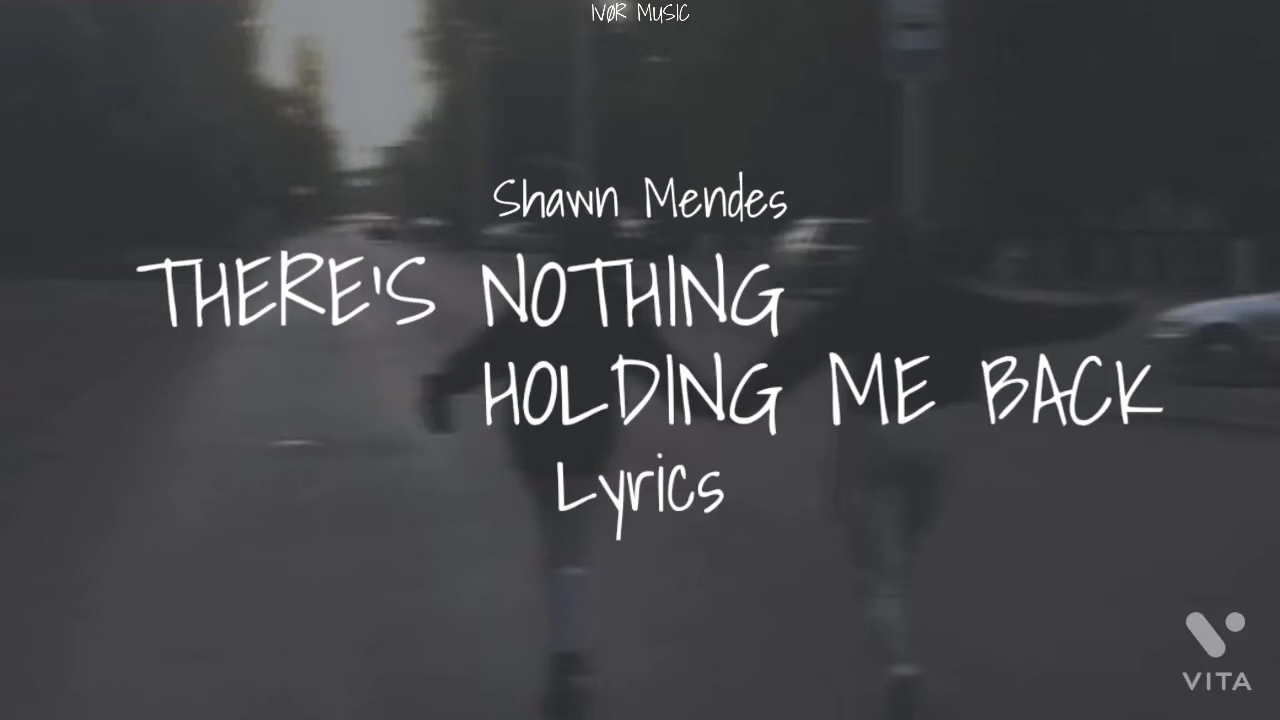 IVØR MUSIC
Shawn Mendes
THERE'S NOTHING
HOLDING ME BACK
Lyrics
VITA